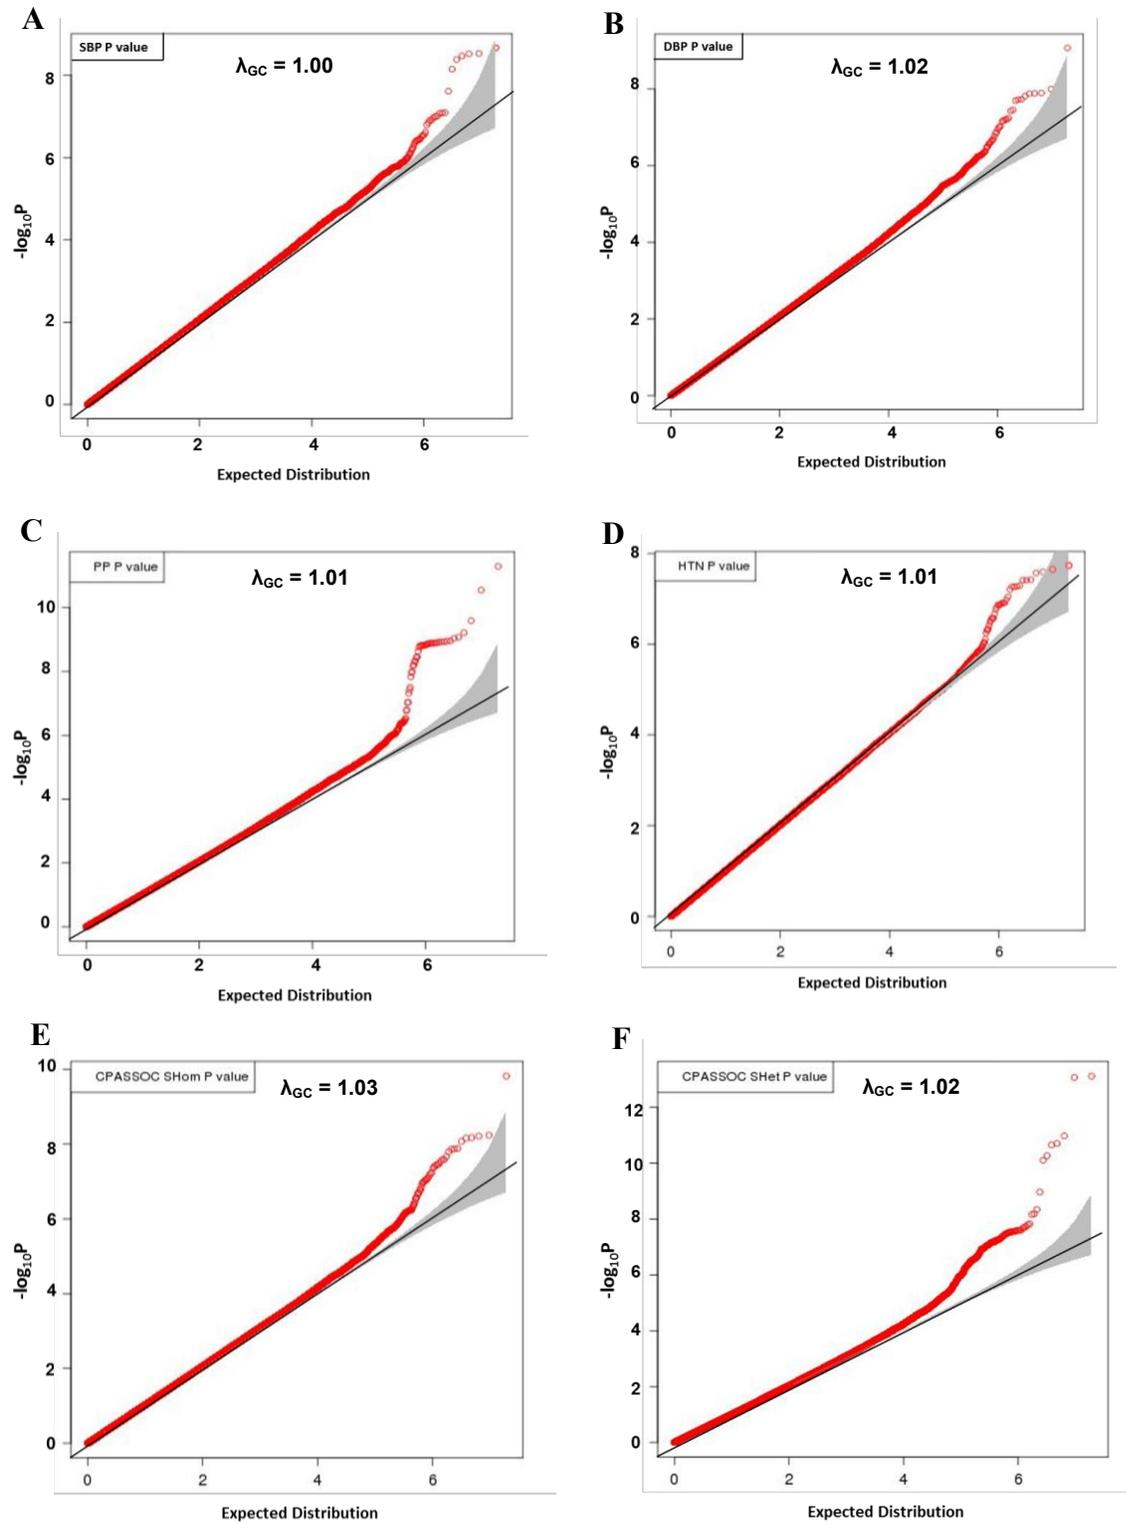 A
SBP P value
λGC = 1.00
8
6
4
2
0
-log10P
0 2 4 6
Expected Distribution
B
DBP P value
λGC = 1.02
8
6
4
2
0
-log10P
0 2 4 6
Expected Distribution
C
PP P value
λGC = 1.01
10
8
6
4
2
0
-log10P
0 2 4 6
Expected Distribution
D
HTN P value
λGC = 1.01
8
6
4
2
0
-log10P
0 2 4 6
Expected Distribution
E
CPASSOC SHom P value
λGC = 1.03
10
8
6
4
2
0
-log10P
0 2 4 6
Expected Distribution
F
CPASSOC SHet P value
λGC = 1.02
12
10
8
6
4
2
0
-log10P
0 2 4 6
Expected Distribution